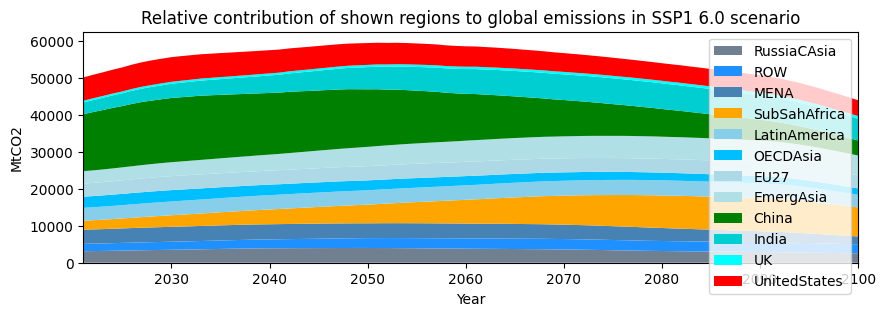 Relative contribution of shown regions to global emissions in SSP1 6.0 scenario
MtCO2
60000
50000
40000
30000
20000
10000
0
RussiaCAsia
ROW
MENA
SubSahAfrica
LatinAmerica
OECDAsia
EU27
EmergAsia
China
India
UK
UnitedStates
2030
2040
2050
2060
2070
2080
2090
2100
Year